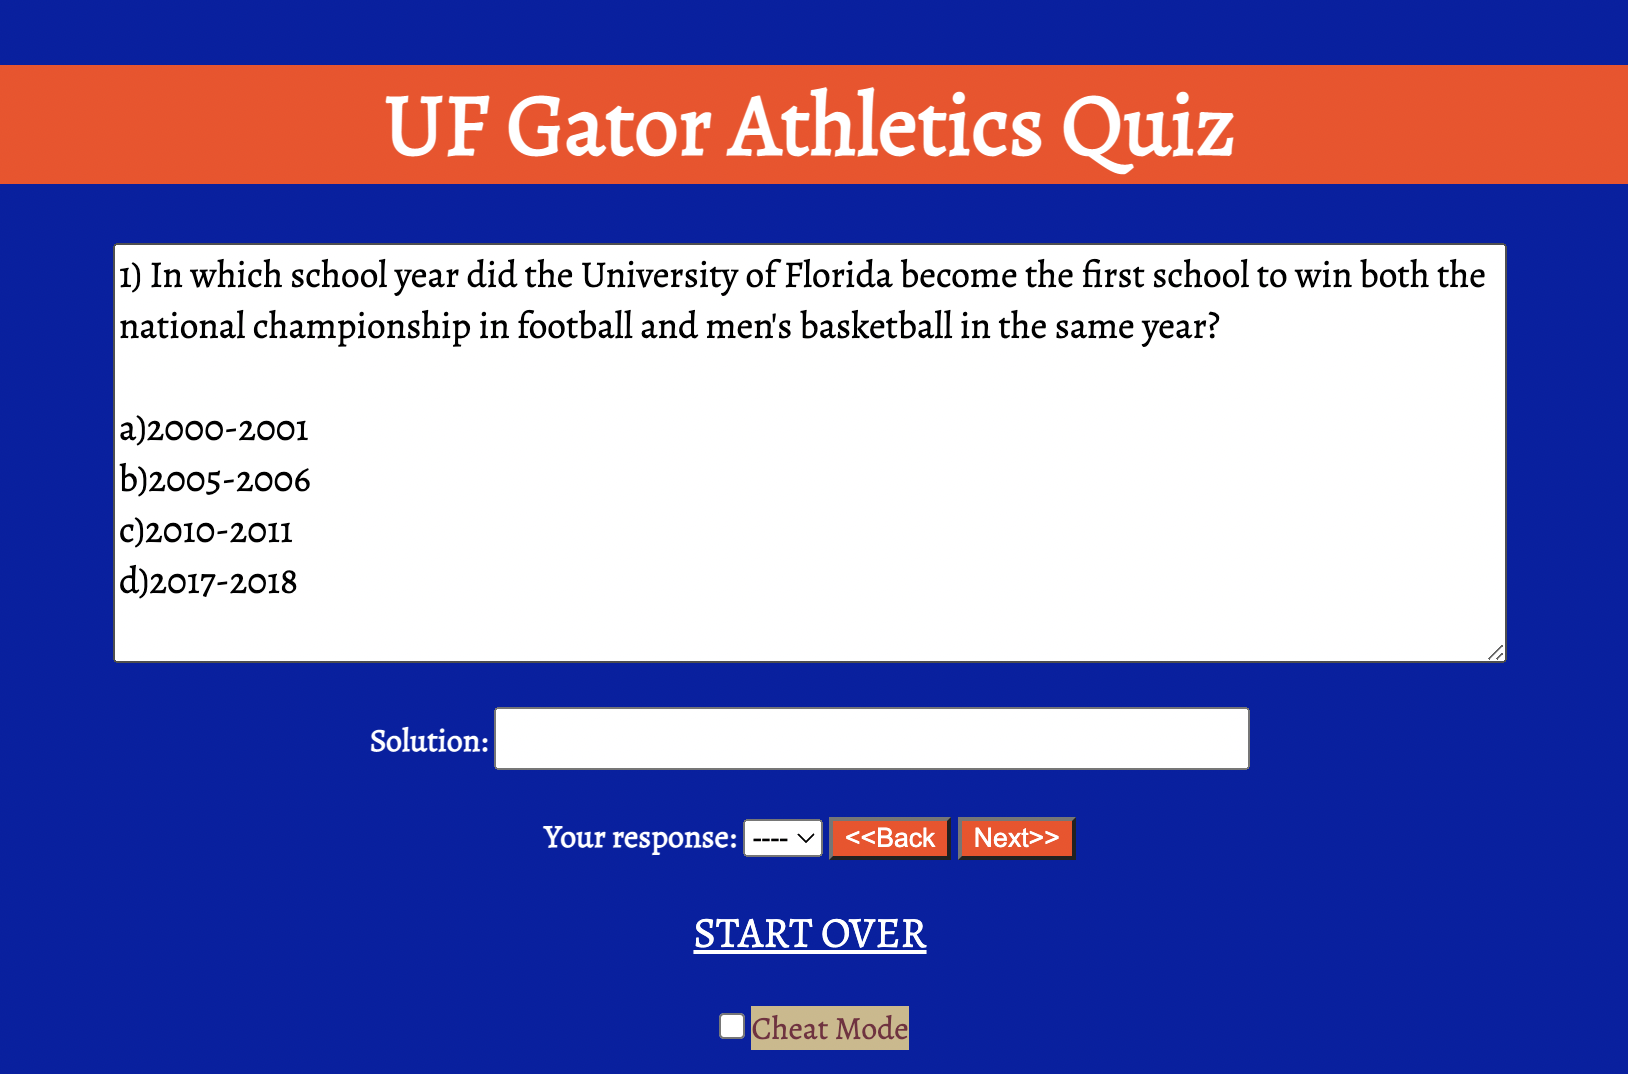 UF Gator Athletics Quiz
1) In which school year did the University of Florida become the first school to win both the
national championship in football and men's basketball in the same year?
a)2000-2001
b)2005-2006
c)2010-2011
d)2017-2018
Solution:
Your response: ---- <<Back Next>>
START OVER
Cheat Mode